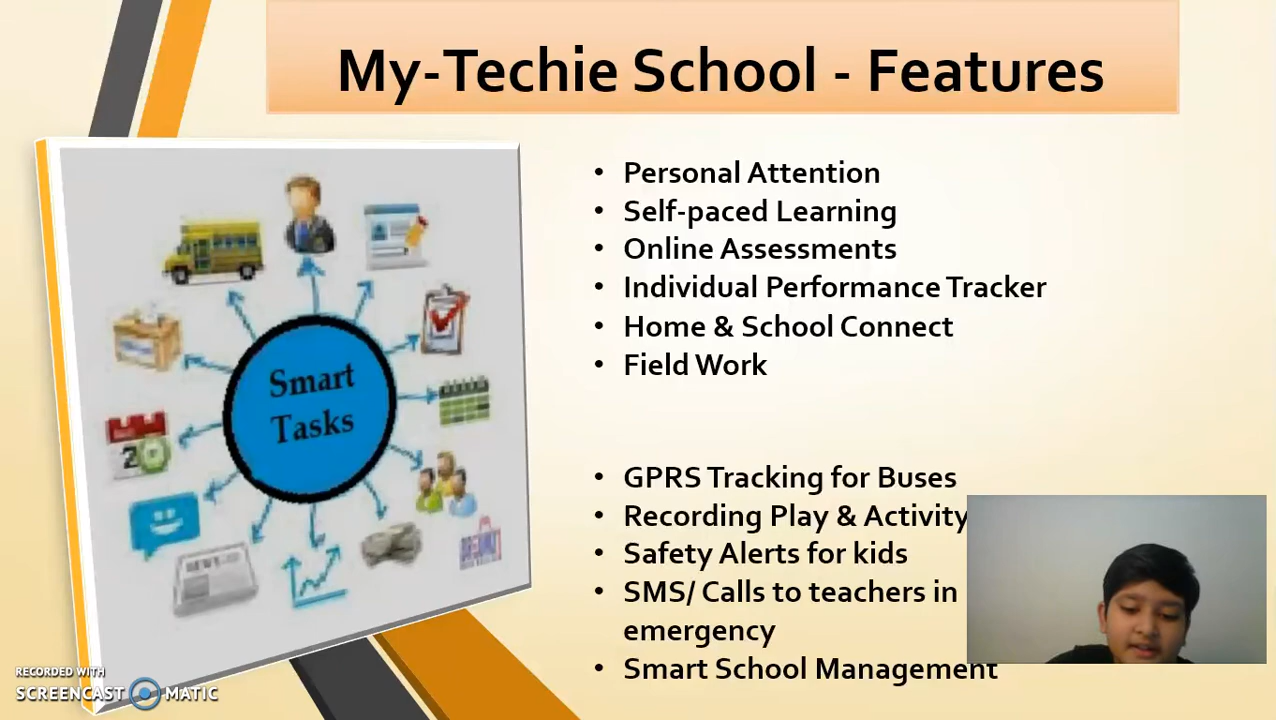 My-Techie School - Features
• Personal Attention
• Self-paced Learning
• Online Assessments
• Individual Performance Tracker
• Home & School Connect
• Field Work
• GPRS Tracking for Buses
• Recording Play & Activity
• Safety Alerts for kids
• SMS/ Calls to teachers in
emergency
• Smart School Management
Smart
Tasks
RECORDED WITH
SCREENCAST MATIC